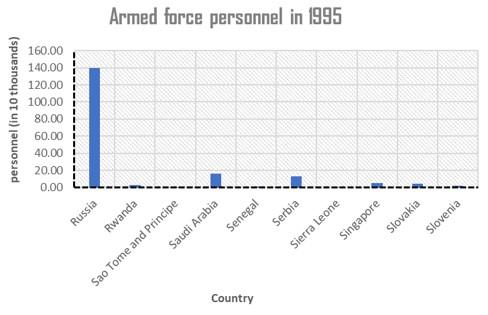 Armed force personnel in 1995
personnel (in 10 thousands)
160.00
140.00
120.00
100.00
80.00
60.00
40.00
20.00
0.00
Russia
Rwanda
Sao Tome and Principe
Saudi Arabia
Senegal
Serbia
Sierra Leone
Singapore
Slovakia
Slovenia
Country